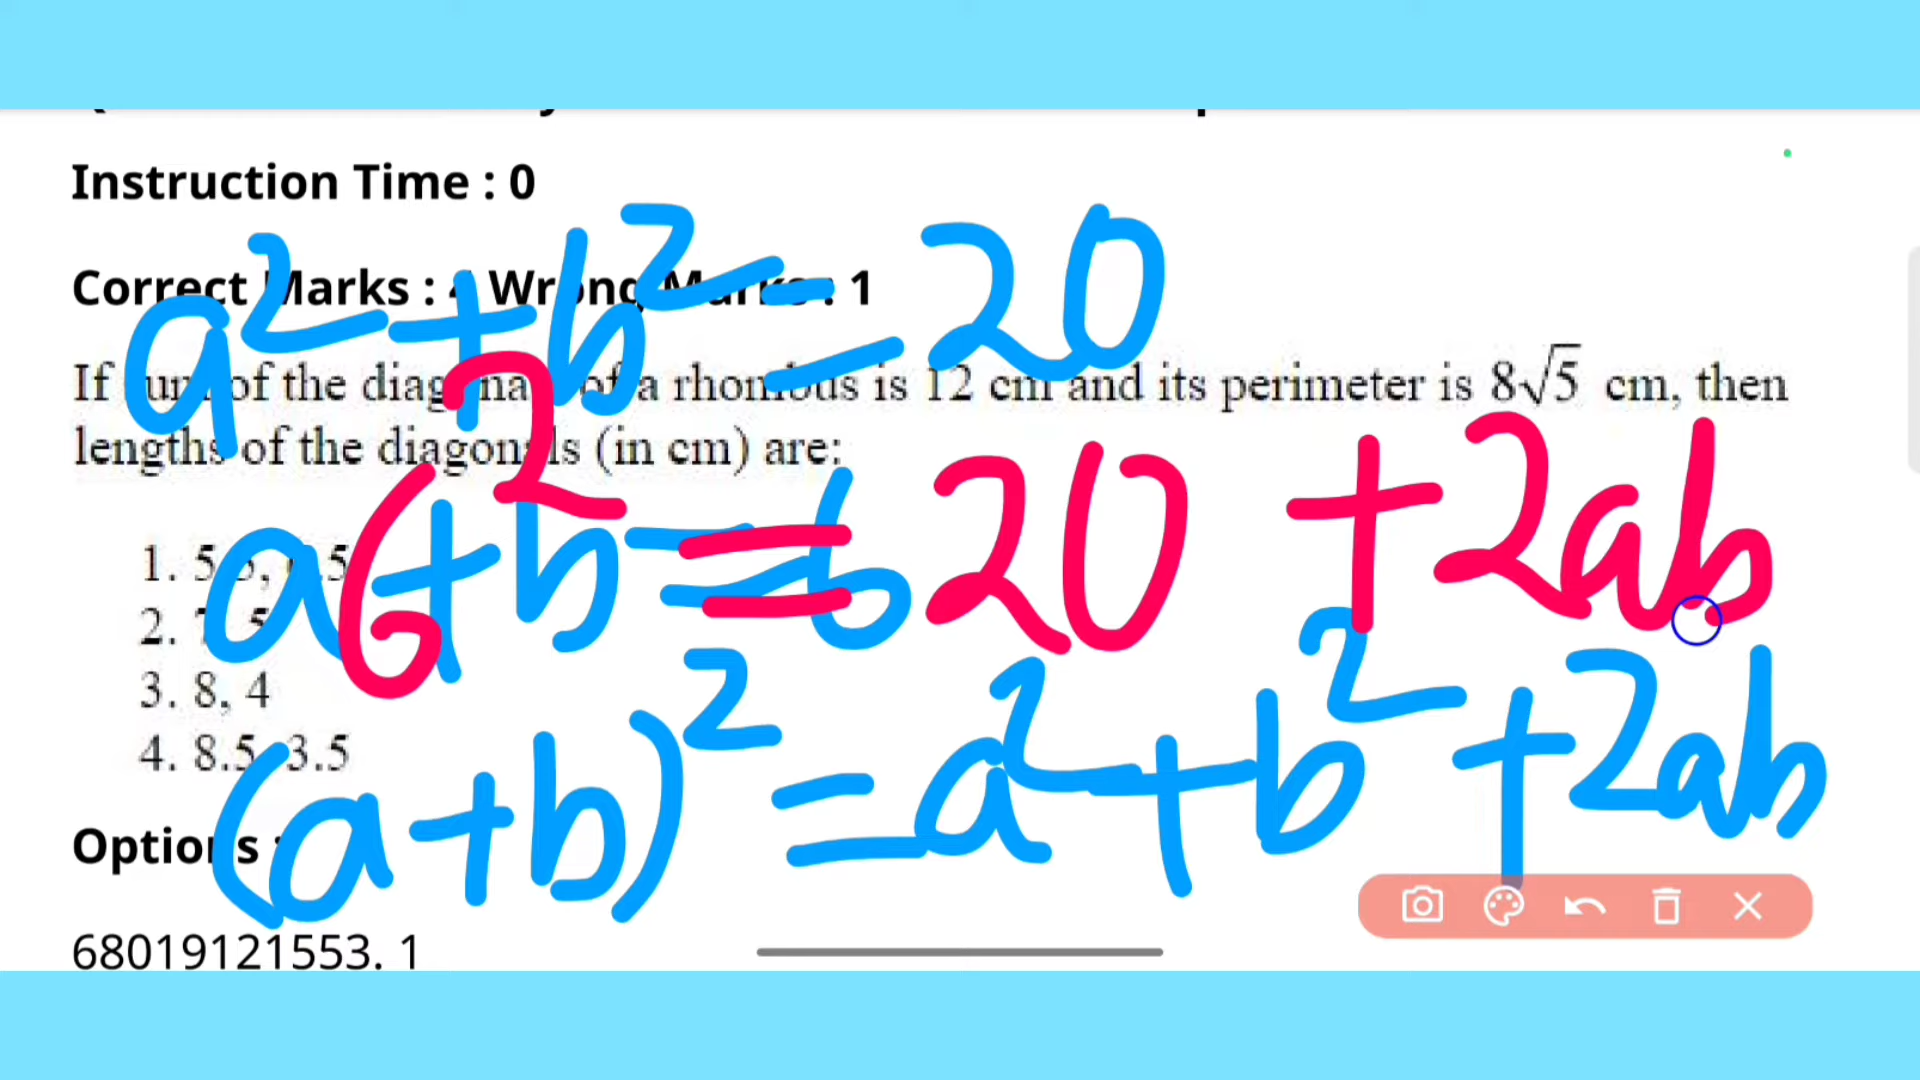 Instruction Time : 0
a² + b² = 20
Correct Marks : Wrong Marks : 1
If sum of the diagonals of a rhombus is 12 cm and its perimeter is 8√5 cm, then
lengths of the diagonals (in cm) are:
6² = 20 + 2ab
a + b = 6
1. 5
2. 7
3. 8, 4
4. 8.5, 3.5
(a+b)² = a² + b² + 2ab
Options :
68019121553. 1